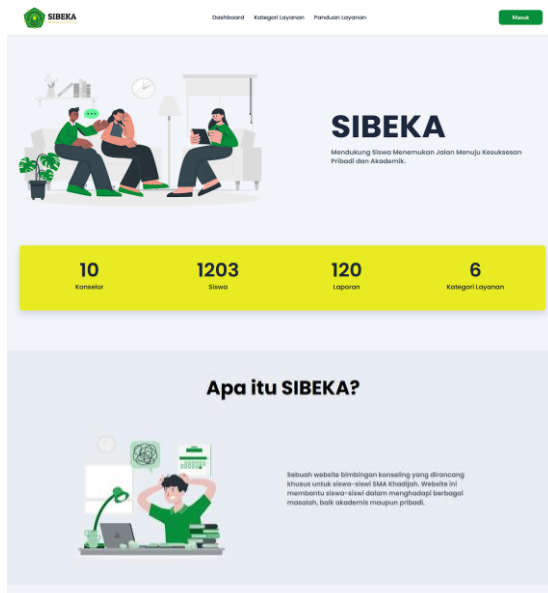 SIBEKA
Dashboard Kategori Layanan Panduan Layanan
Masuk
SIBEKA
Mendukung Siswa Menemukan Jalan Menuju Kesuksesan
Pribadi dan Akademik.
10
Konselor
1203
Siswa
120
Laporan
6
Kategori Layanan
Apa itu SIBEKA?
Sebuah website bimbingan konseling yang dirancang
khusus untuk siswa-siswi SMA Khadijah. Website ini
membantu siswa-siswi dalam menghadapi berbagai
masalah, baik akademis maupun pribadi.